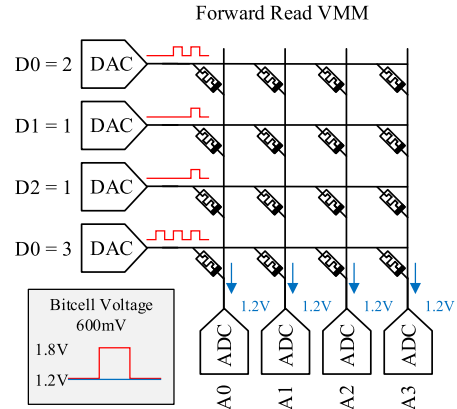 Forward Read VMM
D0 = 2 DAC
D1 = 1 DAC
D2 = 1 DAC
D0 = 3 DAC
1.2V 1.2V 1.2V 1.2V
Bitcell Voltage
600mV
1.8V
1.2V
ADC ADC ADC ADC
A0 A1 A2 A3